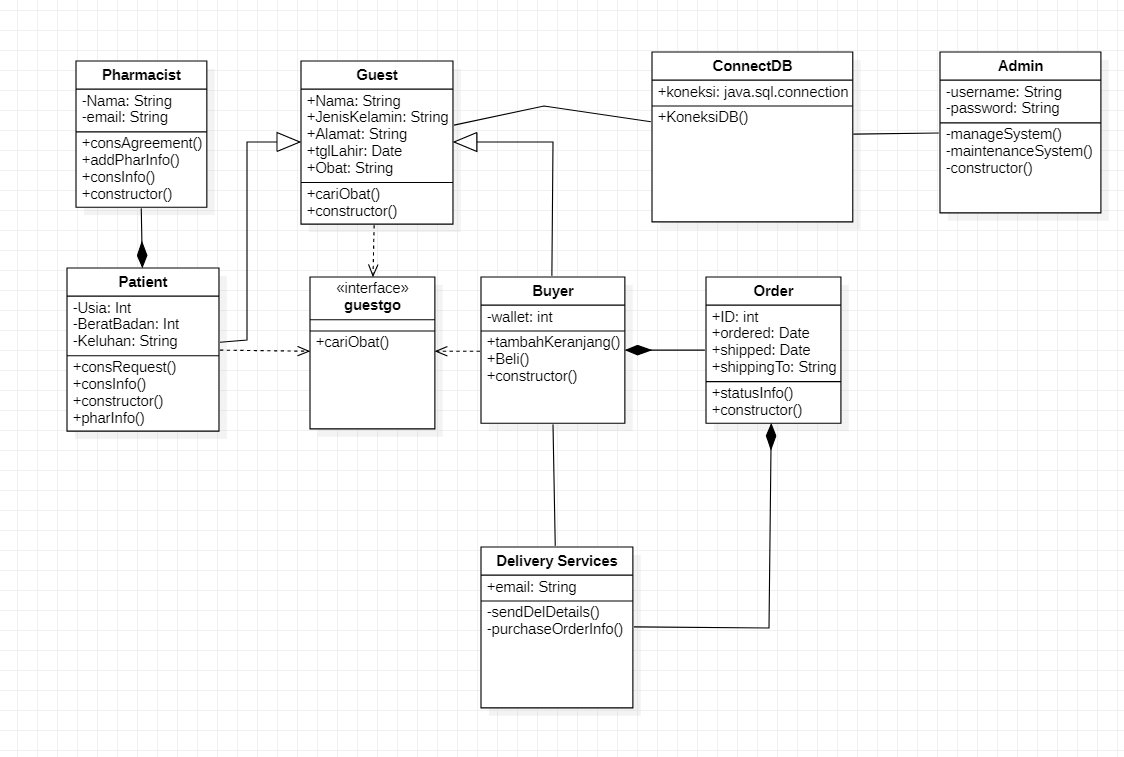 Pharmacist
-Nama: String
-email: String
+consAgreement()
+addPharInfo()
+consInfo()
+constructor()
Guest
+Nama: String
+JenisKelamin: String
+Alamat: String
+tglLahir: Date
+Obat: String
+cariObat()
+constructor()
ConnectDB
+koneksi: java.sql.connection
+KoneksiDB()
Admin
-username: String
-password: String
-manageSystem()
-maintenanceSystem()
-constructor()
Patient
-Usia: Int
-BeratBadan: Int
-Keluhan: String
+consRequest()
+consInfo()
+constructor()
+pharInfo()
«interface»
guestgo
+cariObat()
Buyer
-wallet: int
+tambahKeranjang()
+Beli()
+constructor()
Order
+ID: int
+ordered: Date
+shipped: Date
+shippingTo: String
+statusInfo()
+constructor()
Delivery Services
+email: String
-sendDelDetails()
-purchaseOrderInfo()